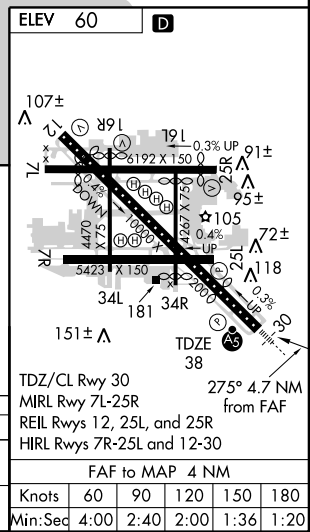 ELEV 60 D
107±
12
V
16R
16L
0.3% UP
6192 X 150
7L
25R
91±
V
95±
0.4%
DOWN
H H H H
4470 X 75
10000 X 200
4267 X 75
105
0.4%
UP
72±
7R
H H
25L
P
118
5423 X 150
34L
34R
181
0.3%
UP
P
30
151±
TDZE
38
A5
275° 4.7 NM
from FAF
TDZ/CL Rwy 30
MIRL Rwy 7L-25R
REIL Rwys 12, 25L, and 25R
HIRL Rwys 7R-25L and 12-30
FAF to MAP 4 NM
Knots 60 90 120 150 180
Min:Sec 4:00 2:40 2:00 1:36 1:20